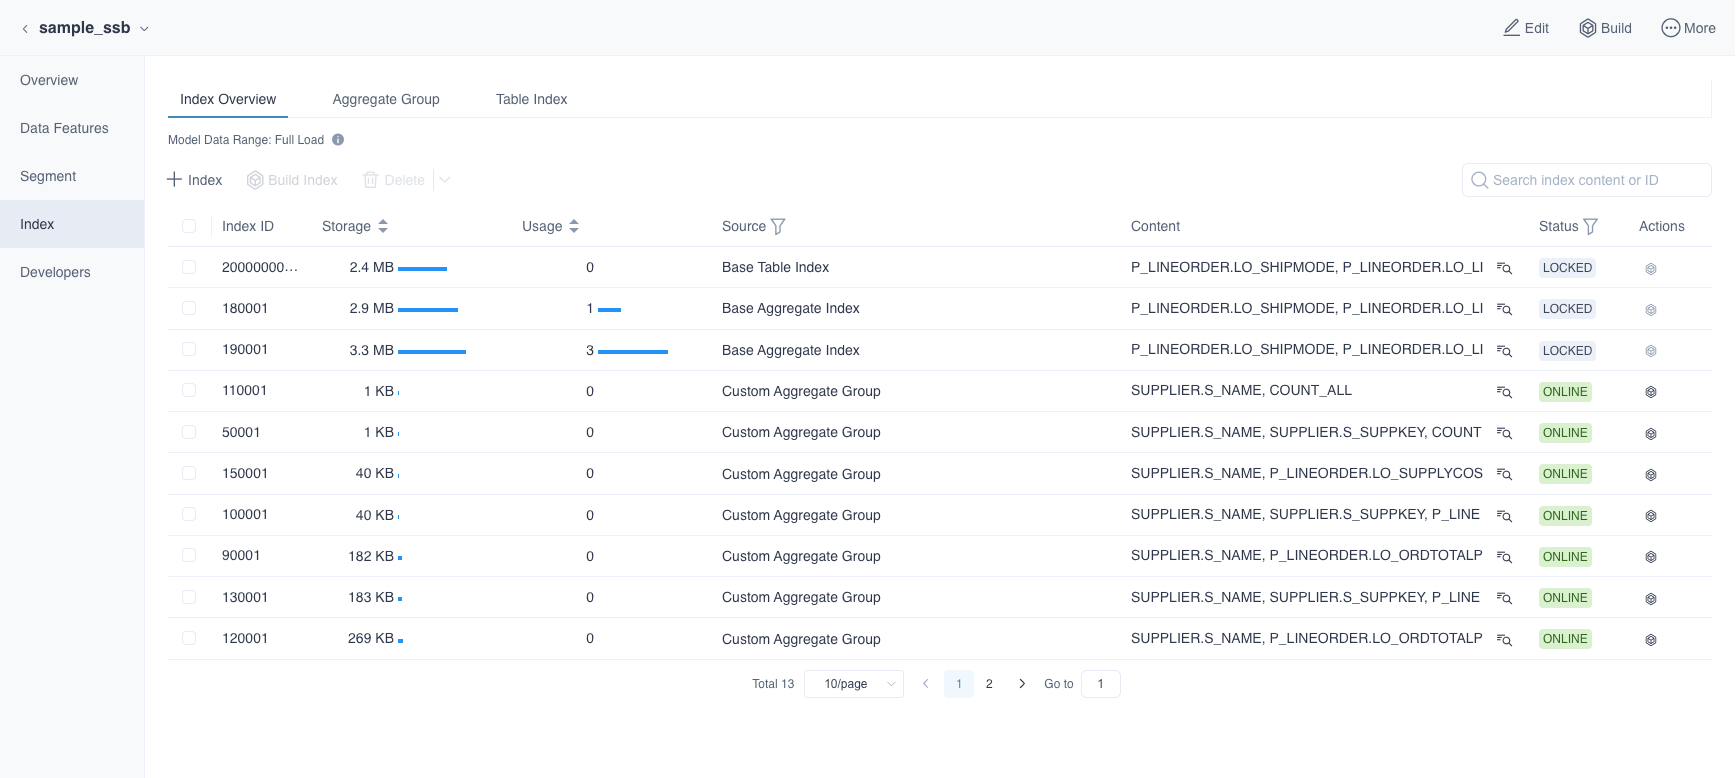 sample_ssb
Edit Build More
Overview
Data Features
Segment
Index
Developers
Index Overview Aggregate Group Table Index
Model Data Range: Full Load
Index Build Index Delete Search index content or ID
Index ID Storage Usage Source Content Status Actions
20000000... 2.4 MB 0 Base Table Index P_LINEORDER.LO_SHIPMODE, P_LINEORDER.LO_LI LOCKED
180001 2.9 MB 1 Base Aggregate Index P_LINEORDER.LO_SHIPMODE, P_LINEORDER.LO_LI LOCKED
190001 3.3 MB 3 Base Aggregate Index P_LINEORDER.LO_SHIPMODE, P_LINEORDER.LO_LI LOCKED
110001 1 KB 0 Custom Aggregate Group SUPPLIER.S_NAME, COUNT_ALL ONLINE
50001 1 KB 0 Custom Aggregate Group SUPPLIER.S_NAME, SUPPLIER.S_SUPPKEY, COUNT ONLINE
150001 40 KB 0 Custom Aggregate Group SUPPLIER.S_NAME, P_LINEORDER.LO_SUPPLYCOS ONLINE
100001 40 KB 0 Custom Aggregate Group SUPPLIER.S_NAME, SUPPLIER.S_SUPPKEY, P_LINE ONLINE
90001 182 KB 0 Custom Aggregate Group SUPPLIER.S_NAME, P_LINEORDER.LO_ORDTOTALP ONLINE
130001 183 KB 0 Custom Aggregate Group SUPPLIER.S_NAME, SUPPLIER.S_SUPPKEY, P_LINE ONLINE
120001 269 KB 0 Custom Aggregate Group SUPPLIER.S_NAME, P_LINEORDER.LO_ORDTOTALP ONLINE
Total 13 10/page 1 2 Go to 1